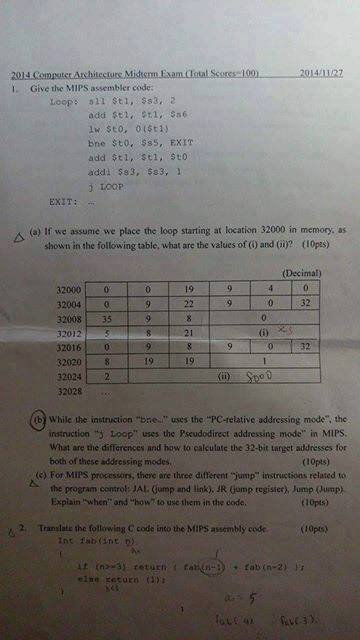 2014 Computer Architecture Midterm Exam (Total Scores=100) 2014/11/27
1. Give the MIPS assembler code:
Loop: sll $t1, $s3, 2
add $t1, $t1, $s6
lw $t0, 0($t1)
bne $t0, $s5, EXIT
add $t1, $t1, $t0
addi $s3, $s3, 1
j LOOP
EXIT: …
(a) If we assume we place the loop starting at location 32000 in memory, as
shown in the following table, what are the values of (i) and (ii)? (10pts)
(Decimal)
32000 0 0 19 9 4 0
32004 0 9 22 9 0 32
32008 35 9 8 0
32012 5 8 21 (i)
32016 0 9 8 9 0 32
32020 8 19 19 1
32024 2 (ii) 8000
32028 …
(b) While the instruction "bne…" uses the "PC-relative addressing mode", the
instruction "j Loop" uses the Pseudodirect addressing mode" in MIPS.
What are the differences and how to calculate the 32-bit target addresses for
both of these addressing modes. (10pts)
(c) For MIPS processors, there are three different "jump" instructions related to
the program control: JAL (jump and link), JR (jump register), Jump (Jump).
Explain "when" and "how" to use them in the code. (10pts)
2. Translate the following C code into the MIPS assembly code. (10pts)
Int fab(int n)
{
if (n>=3) return ( fab(n-1) + fab(n-2) );
else return (1);
}
a = 5
fab( 4) fab( 3).